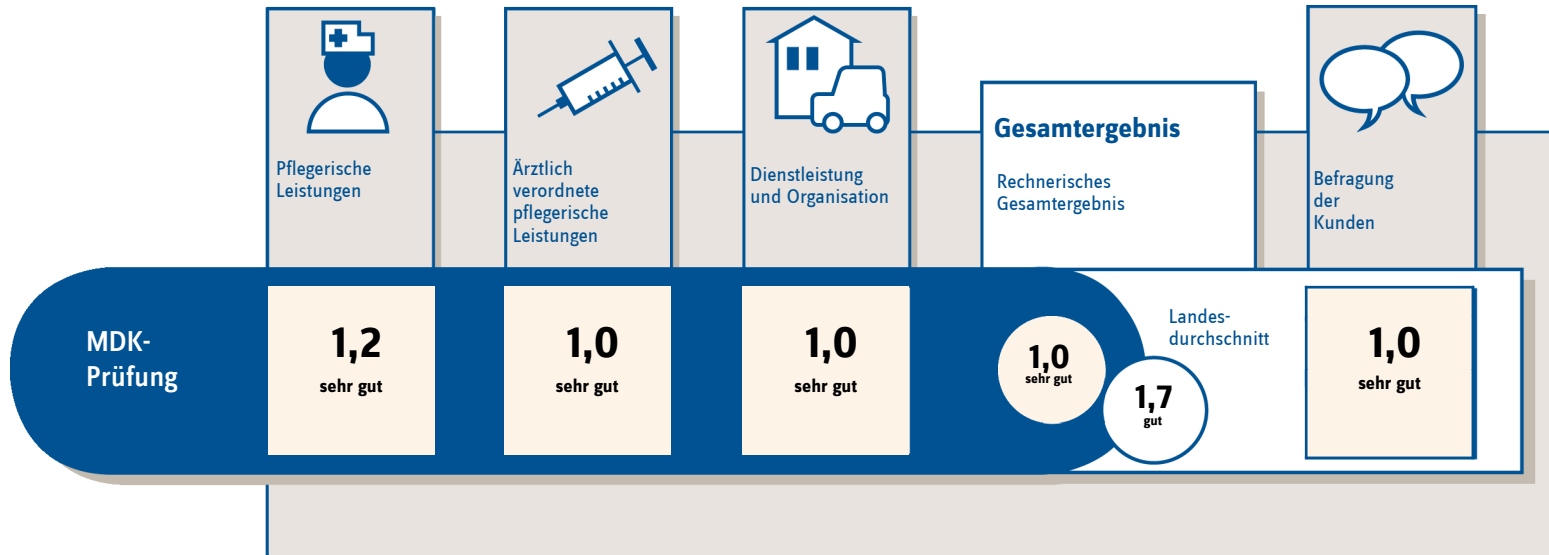 Pflegerische
Leistungen
Ärztlich
verordnete
pflegerische
Leistungen
Dienstleistung
und Organisation
Gesamtergebnis
Rechnerisches
Gesamtergebnis
Befragung
der
Kunden
MDK-
Prüfung
1,2
sehr gut
1,0
sehr gut
1,0
sehr gut
1,0
sehr gut
Landes-
durchschnitt
1,7
gut
1,0
sehr gut